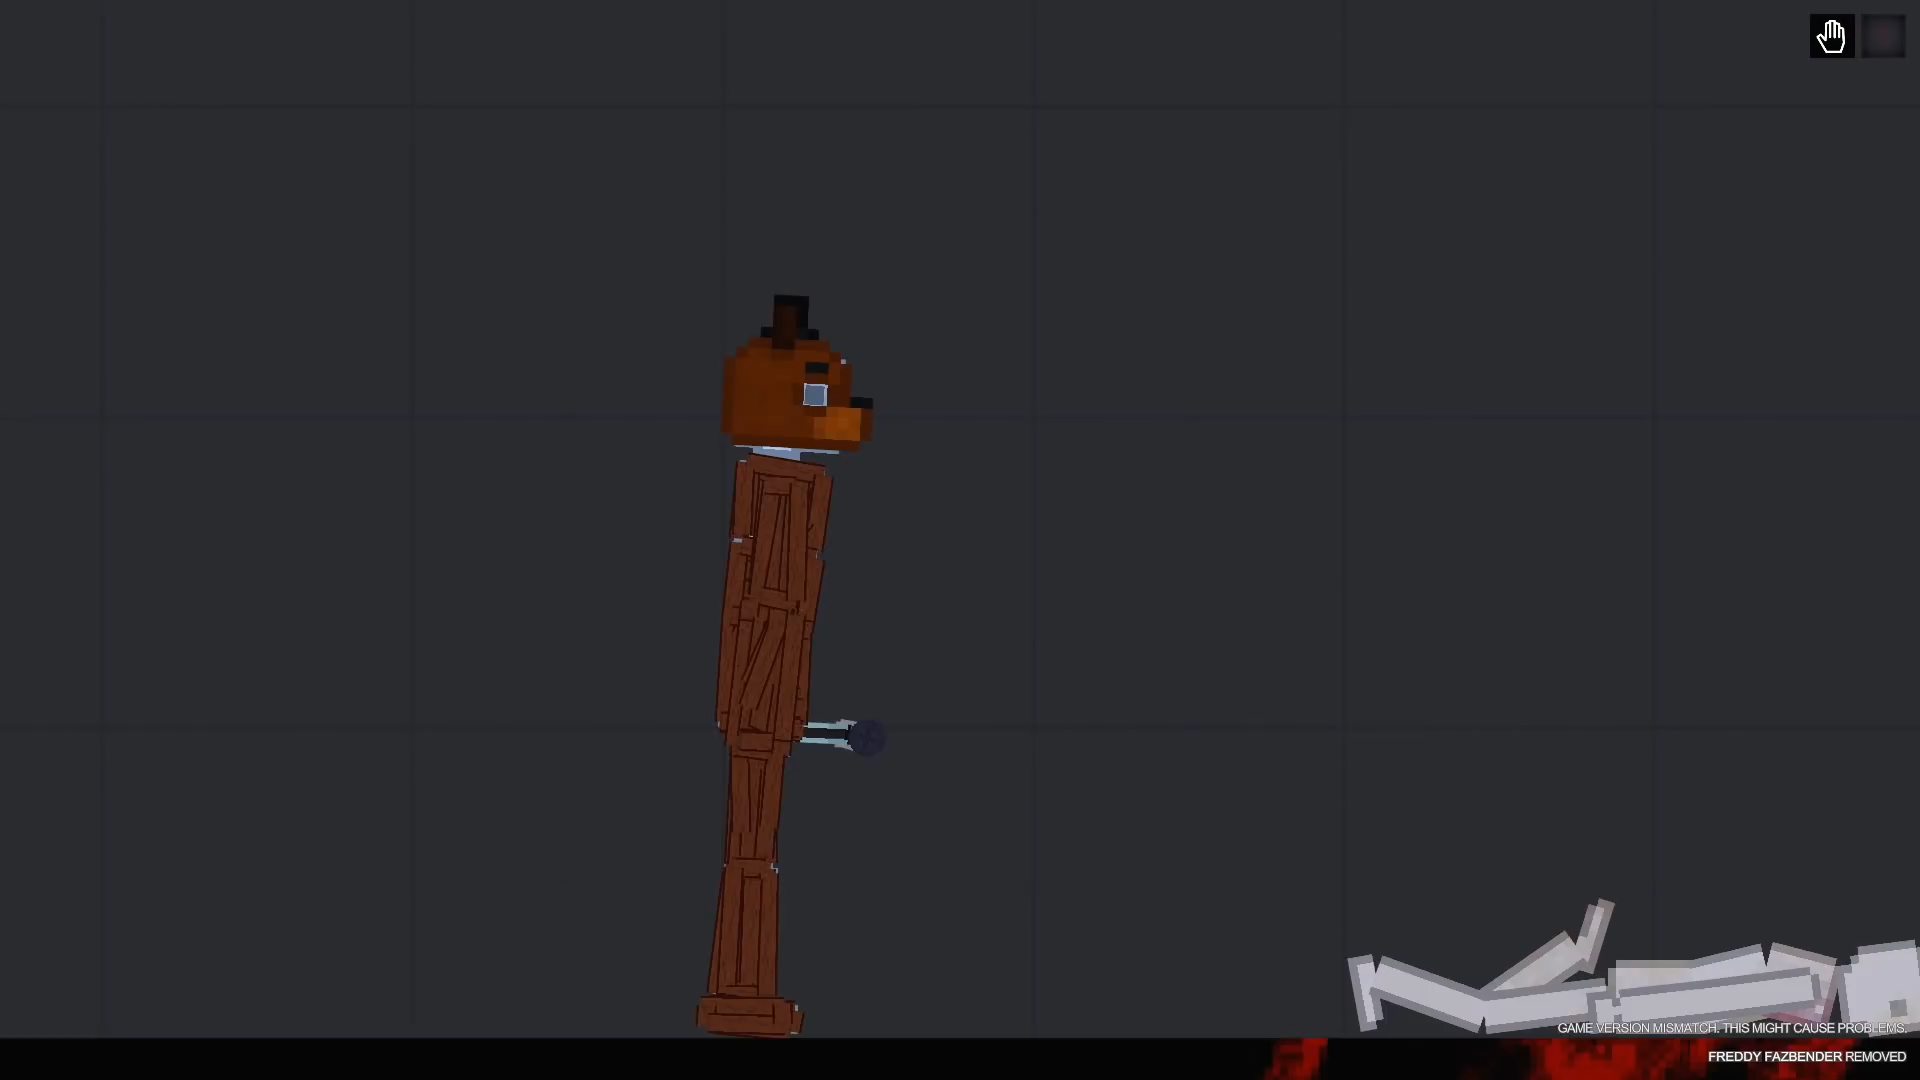 GAME VERSION MISMATCH. THIS MIGHT CAUSE PROBLEMS.
FREDDY FAZBENDER REMOVED